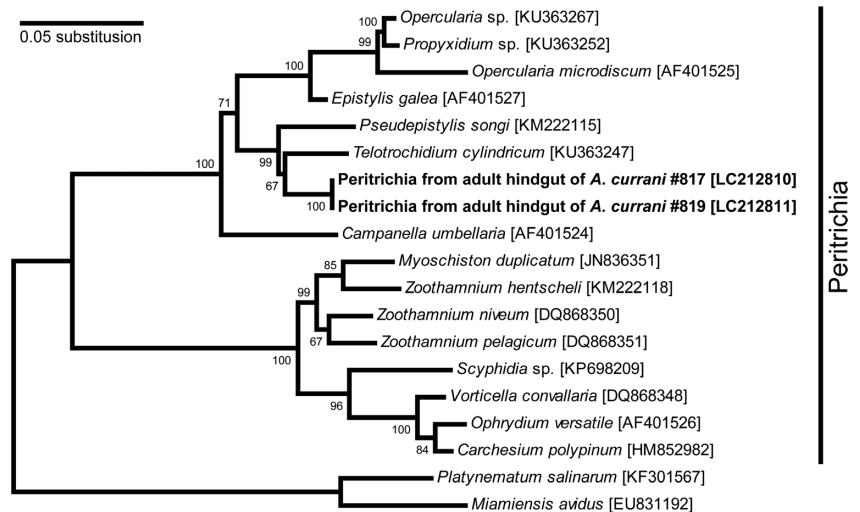 0.05 substitusion
100
Opercularia sp. [KU363267]
99
Propyxidium sp. [KU363252]
100
Opercularia microdiscum [AF401525]
71
Epistylis galea [AF401527]
Pseudepistylis songi [KM222115]
99
Telotrochidium cylindricum [KU363247]
100
67
Peritrichia from adult hindgut of A. currani #817 [LC212810]
100
Peritrichia from adult hindgut of A. currani #819 [LC212811]
Campanella umbellaria [AF401524]
85
Myoschiston duplicatum [JN836351]
99
Zoothamnium hentscheli [KM222118]
Zoothamnium niveum [DQ868350]
67
Zoothamnium pelagicum [DQ868351]
100
Scyphidia sp. [KP698209]
96
Vorticella convallaria [DQ868348]
100
Ophrydium versatile [AF401526]
84
Carchesium polypinum [HM852982]
Platynematum salinarum [KF301567]
Miamiensis avidus [EU831192]
Peritrichia